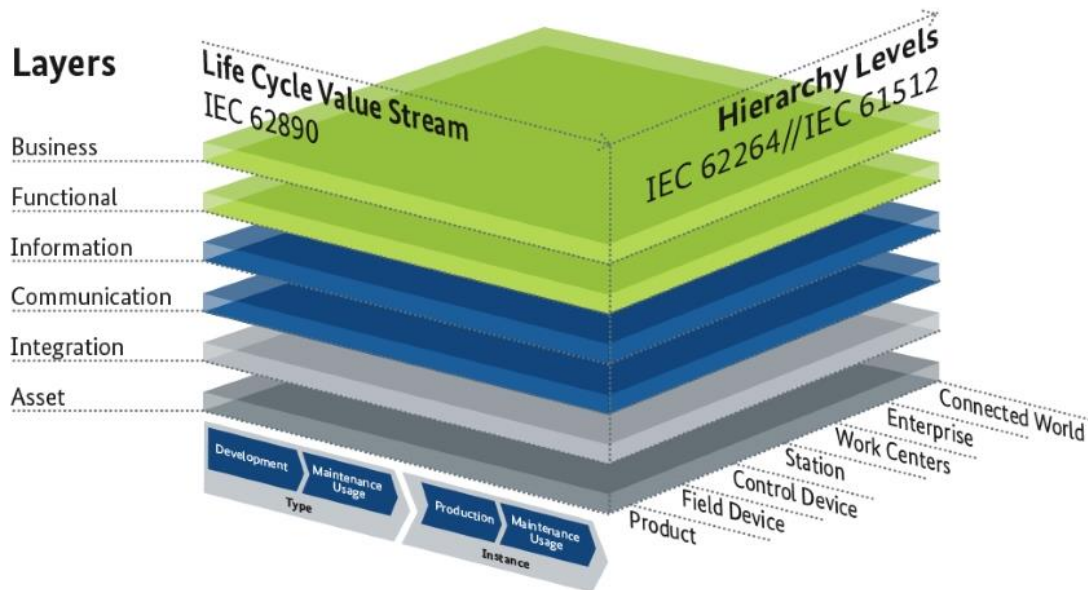 Layers
Life Cycle Value Stream
IEC 62890
Hierarchy Levels
IEC 62264//IEC 61512
Business
Functional
Information
Communication
Integration
Asset
Development
Maintenance
Usage
Type
Production
Maintenance
Usage
Instance
Product
Field Device
Control Device
Station
Work Centers
Enterprise
Connected World